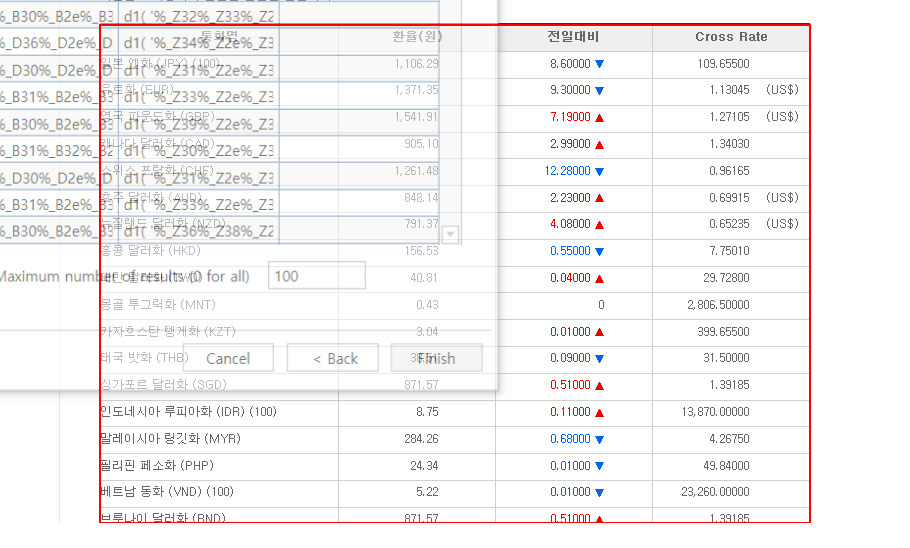 %_B30%_B2e%_B3 d1( '%_Z32%_Z33%_Z2
%_D36%_D2e%_D d1( '%_Z34%_Z2e%_Z3
%_D30%_D2e%_D d1( '%_Z31%_Z2e%_Z3
%_B31%_B2e%_B3 d1( '%_Z33%_Z2e%_Z3
%_B30%_B2e%_B3 d1( '%_Z39%_Z2e%_Z3
%_B31%_B32%_B2 d1( '%_Z30%_Z2e%_Z3
%_D30%_D2e%_D d1( '%_Z31%_Z2e%_Z3
%_B31%_B2e%_B3 d1( '%_Z33%_Z2e%_Z3
%_B30%_B2e%_B3 d1( '%_Z36%_Z38%_Z2
Maximum number of results (0 for all) 100
Cancel < Back Finish
통화명 환율(원) 전일대비 Cross Rate
일본 엔화 (JPY) (100) 1,106.29 8.60000 ▼ 109.65500
유로화 (EUR) 1,371.35 9.30000 ▼ 1.13045 (US$)
영국 파운드화 (GBP) 1,541.91 7.19000 ▲ 1.27105 (US$)
캐나다 달러화 (CAD) 905.10 2.99000 ▲ 1.34030
스위스 프랑화 (CHF) 1,261.48 12.28000 ▼ 0.96165
호주 달러화 (AUD) 848.14 2.23000 ▲ 0.69915 (US$)
뉴질랜드 달러화 (NZD) 791.37 4.08000 ▲ 0.65235 (US$)
홍콩 달러화 (HKD) 156.53 0.55000 ▼ 7.75010
40.81 0.04000 ▲ 29.72800
몽골 투그릭화 (MNT) 0.43 0 2,806.50000
카자흐스탄 텡게화 (KZT) 3.04 0.01000 ▲ 399.65500
태국 밧화 (THB) 0.09000 ▼ 31.50000
싱가포르 달러화 (SGD) 871.57 0.51000 ▲ 1.39185
인도네시아 루피아화 (IDR) (100) 8.75 0.11000 ▲ 13,870.00000
말레이시아 링깃화 (MYR) 284.26 0.68000 ▼ 4.26750
필리핀 페소화 (PHP) 24.34 0.01000 ▼ 49.84000
베트남 동화 (VND) (100) 5.22 0.01000 ▼ 23,260.00000
브루나이 달러화 (BND) 871.57 0.51000 ▲ 1.39185